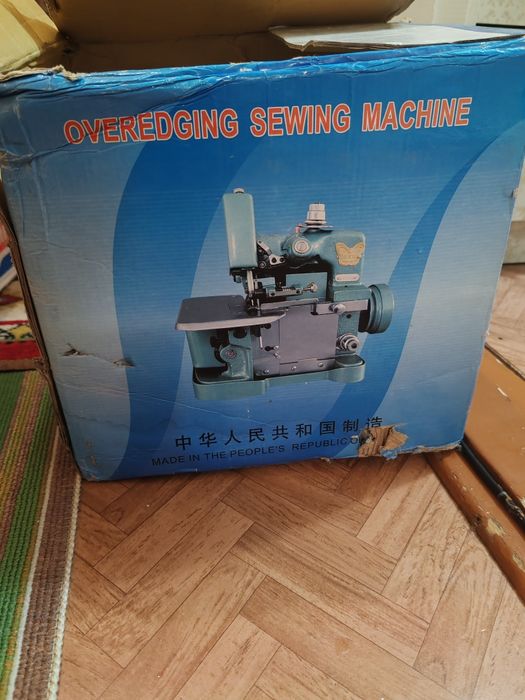 OVEREDGING SEWING MACHINE
中华人民共和国制造
MADE IN THE PEOPLE'S REPUBLIC